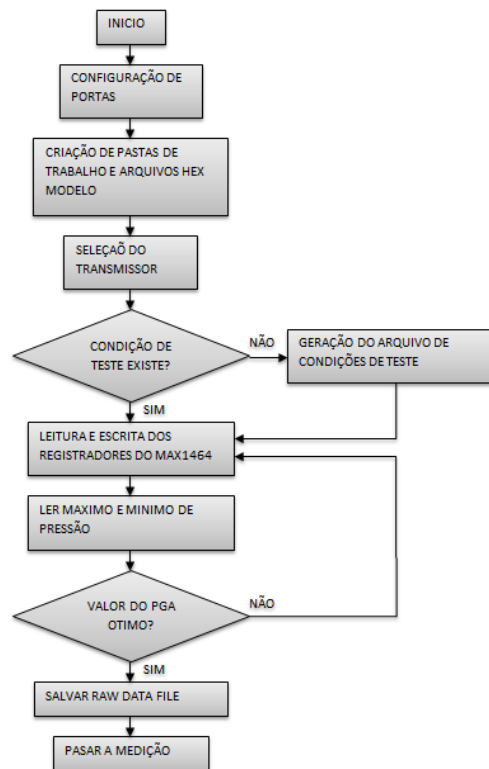 INICIO
CONFIGURAÇÃO DE
PORTAS
CRIAÇÃO DE PASTAS DE
TRABALHO E ARQUIVOS HEX
MODELO
SELEÇAÕ DO
TRANSMISSOR
CONDIÇÃO DE
TESTE EXISTE?
NÃO
GERAÇÃO DO ARQUIVO DE
CONDIÇÕES DE TESTE
SIM
LEITURA E ESCRITA DOS
REGISTRADORES DO MAX1464
LER MAXIMO E MINIMO DE
PRESSÃO
VALOR DO PGA
OTIMO?
NÃO
SIM
SALVAR RAW DATA FILE
PASAR A MEDIÇÃO